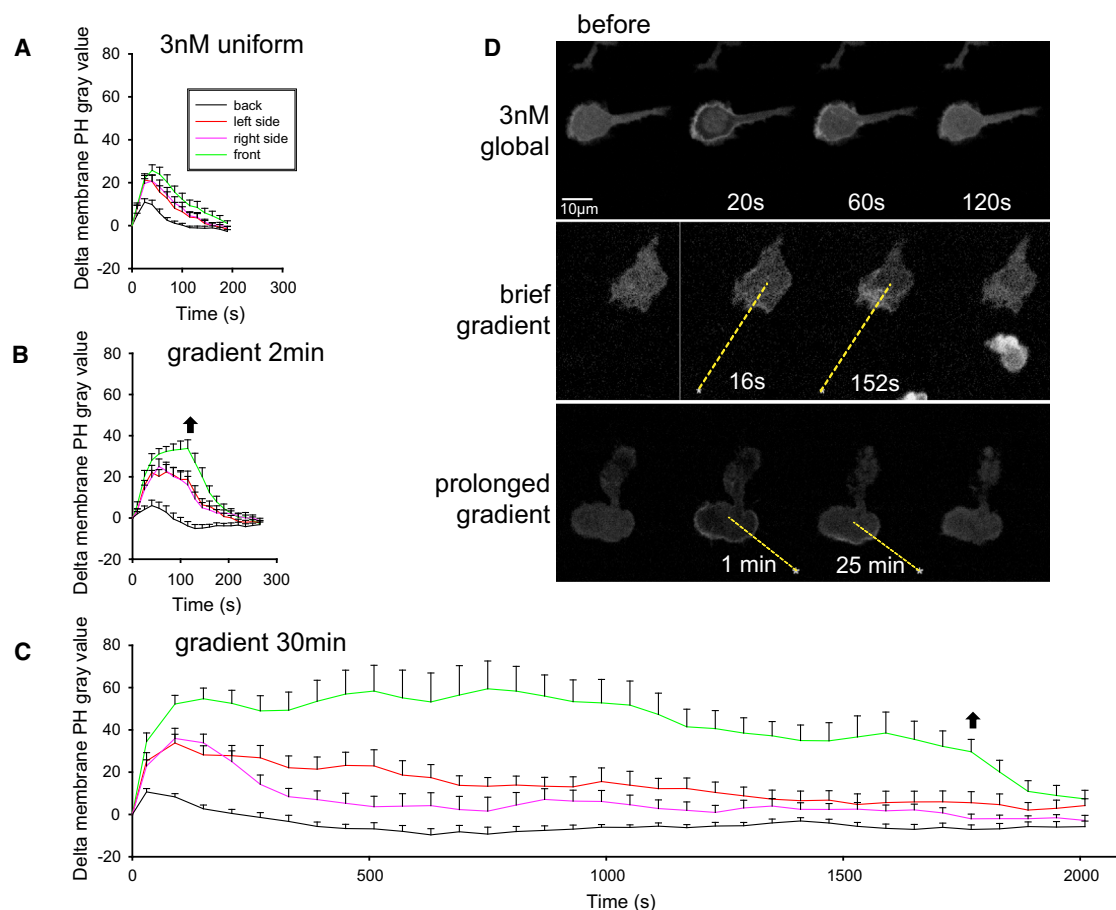 A
3nM uniform
Delta membrane PH gray value
80
60
40
20
0
-20
back
left side
right side
front
0
100
200
300
Time (s)
B
gradient 2min
Delta membrane PH gray value
80
60
40
20
0
-20
0
100
200
300
Time (s)
C
gradient 30min
Delta membrane PH gray value
80
60
40
20
0
-20
0
500
1000
1500
2000
Time (s)
D
before
3nM
global
10µm
20s
60s
120s
brief
gradient
16s
152s
prolonged
gradient
1 min
25 min